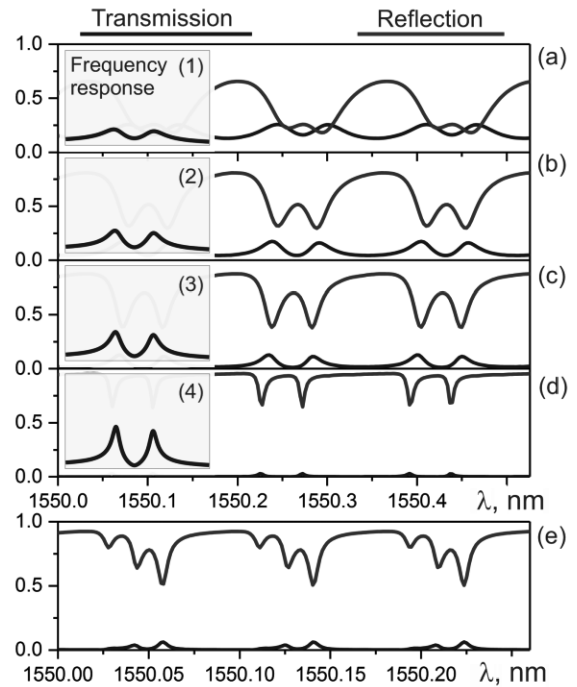 Transmission Reflection
1.0 (a)
Frequency response (1)
0.5
0.0
(2) (b)
0.5
0.0
(3) (c)
0.5
0.0
(4) (d)
0.5
0.0
1550.0 1550.1 1550.2 1550.3 1550.4 λ, nm
1.0 (e)
0.5
0.0
1550.00 1550.05 1550.10 1550.15 1550.20 λ, nm